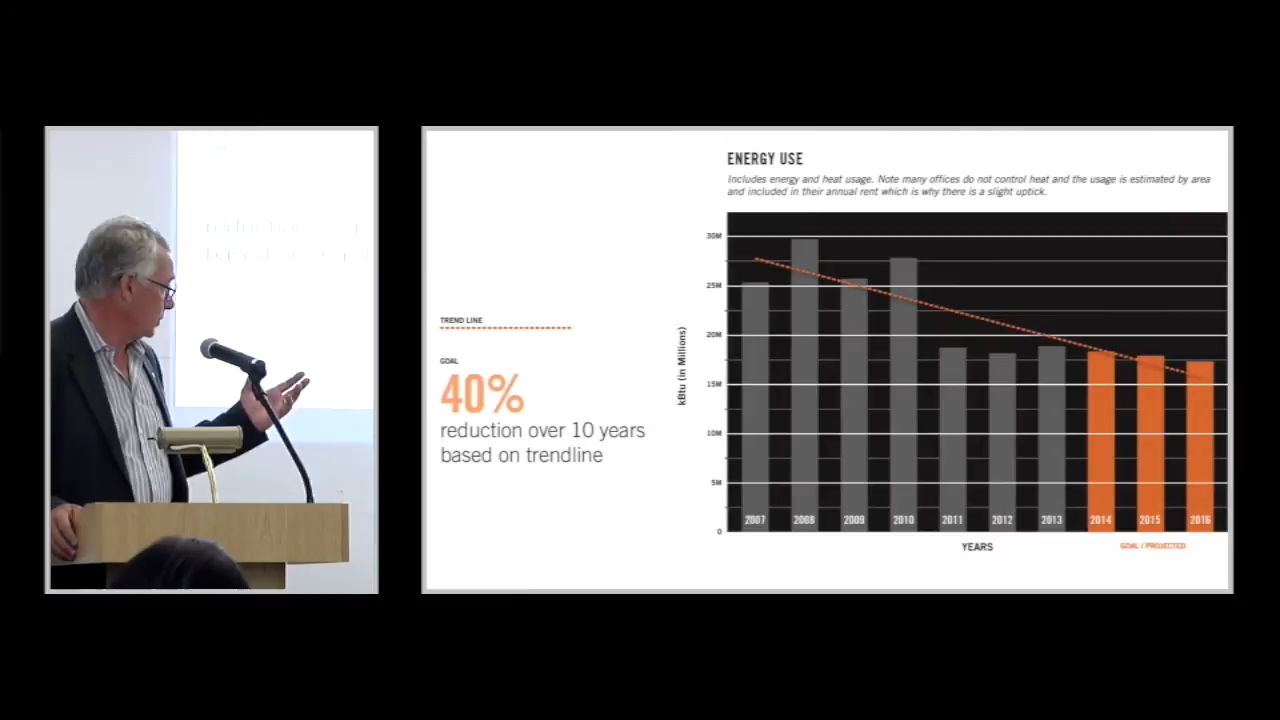 ENERGY USE
Includes energy and heat usage. Note many offices do not control heat and the usage is estimated by area
and included in their annual rent which is why there is a slight uptick.
TREND LINE
GOAL
40%
reduction over 10 years
based on trendline
kBtu (in Millions)
30M
25M
20M
15M
10M
5M
0
2007 2008 2009 2010 2011 2012 2013 2014 2015 2016
YEARS
GOAL / PROJECTED